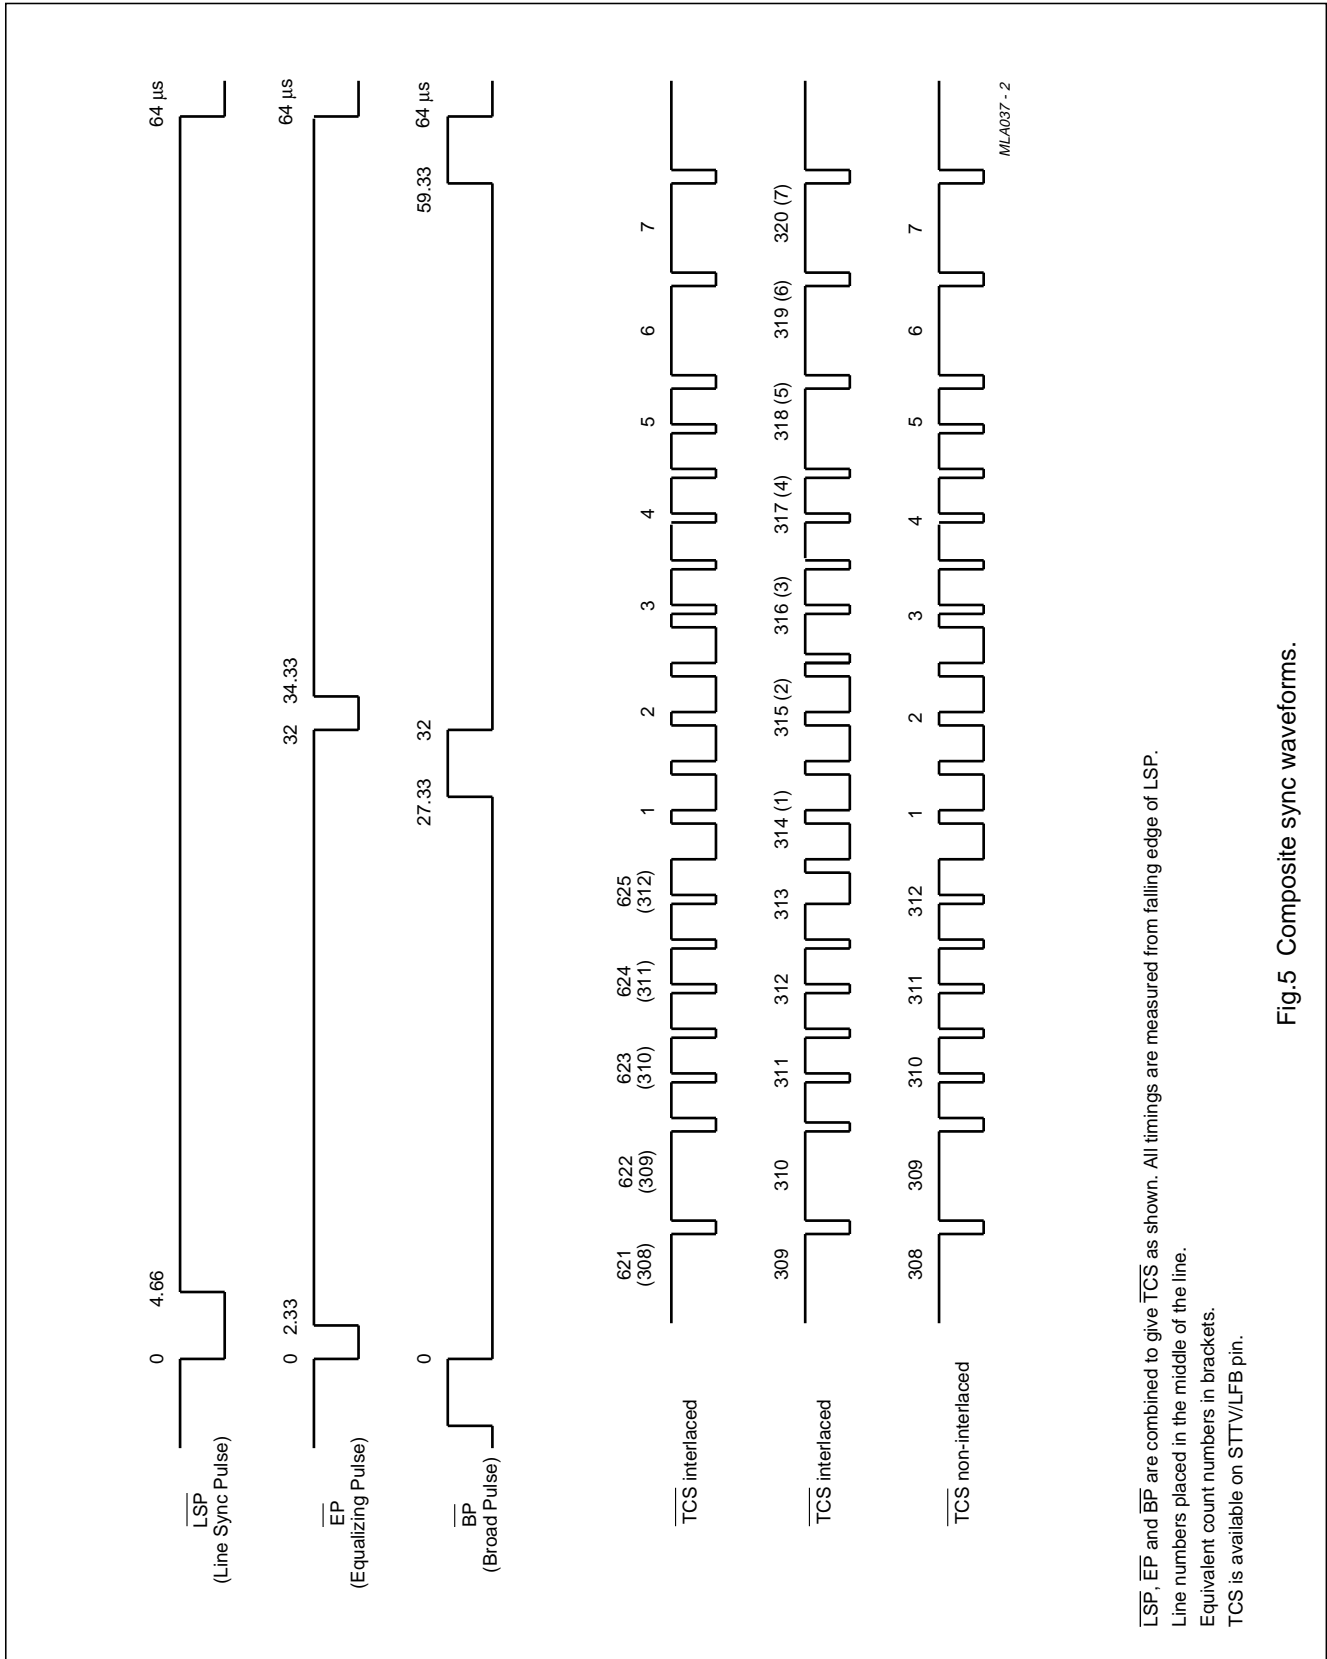 LSP
(Line Sync Pulse)
0
4.66
64 µs
EP
(Equalizing Pulse)
0
2.33
32
34.33
64 µs
BP
(Broad Pulse)
0
27.33
32
59.33
64 µs
TCS interlaced
621
(308)
622
(309)
623
(310)
624
(311)
625
(312)
1
2
3
4
5
6
7
TCS interlaced
309
310
311
312
313
314 (1)
315 (2)
316 (3)
317 (4)
318 (5)
319 (6)
320 (7)
TCS non-interlaced
308
309
310
311
312
1
2
3
4
5
6
7
MLA037 - 2
LSP, EP and BP are combined to give TCS as shown. All timings are measured from falling edge of LSP.
Line numbers placed in the middle of the line.
Equivalent count numbers in brackets.
TCS is available on STTV/LFB pin.
Fig.5 Composite sync waveforms.